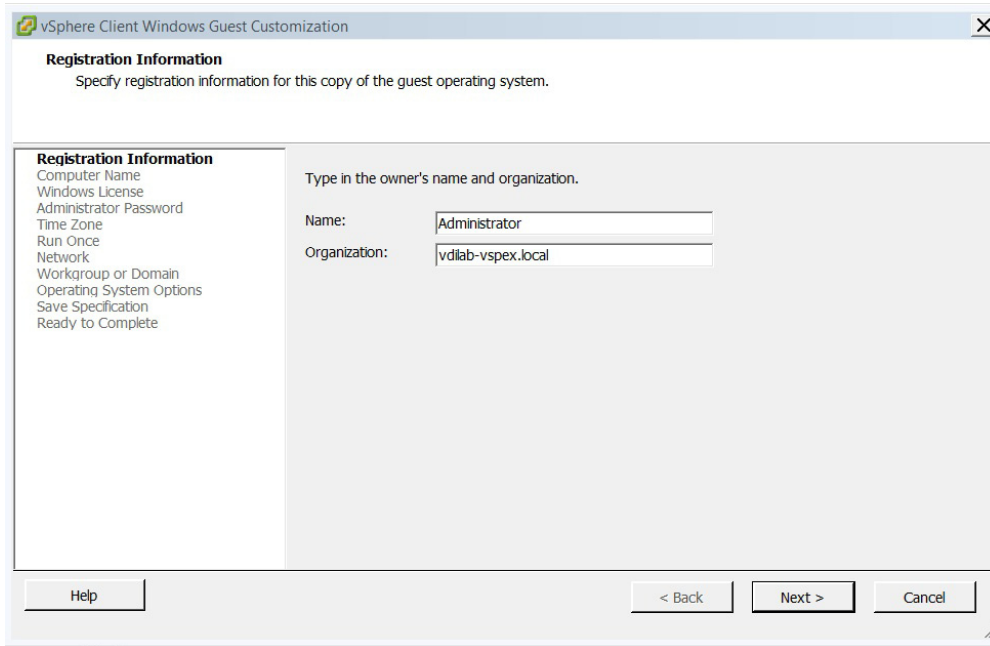 vSphere Client Windows Guest Customization
Registration Information
Specify registration information for this copy of the guest operating system.
Registration Information
Computer Name
Windows License
Administrator Password
Time Zone
Run Once
Network
Workgroup or Domain
Operating System Options
Save Specification
Ready to Complete
Type in the owner's name and organization.
Name: Administrator
Organization: vdilab-vspex.local
Help < Back Next > Cancel